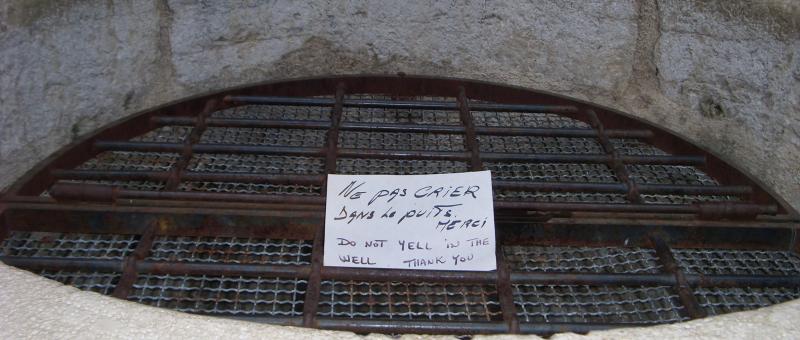 NE PAS CRIER
DANS LE PUITS.
MERCI
DO NOT YELL IN THE
WELL THANK YOU